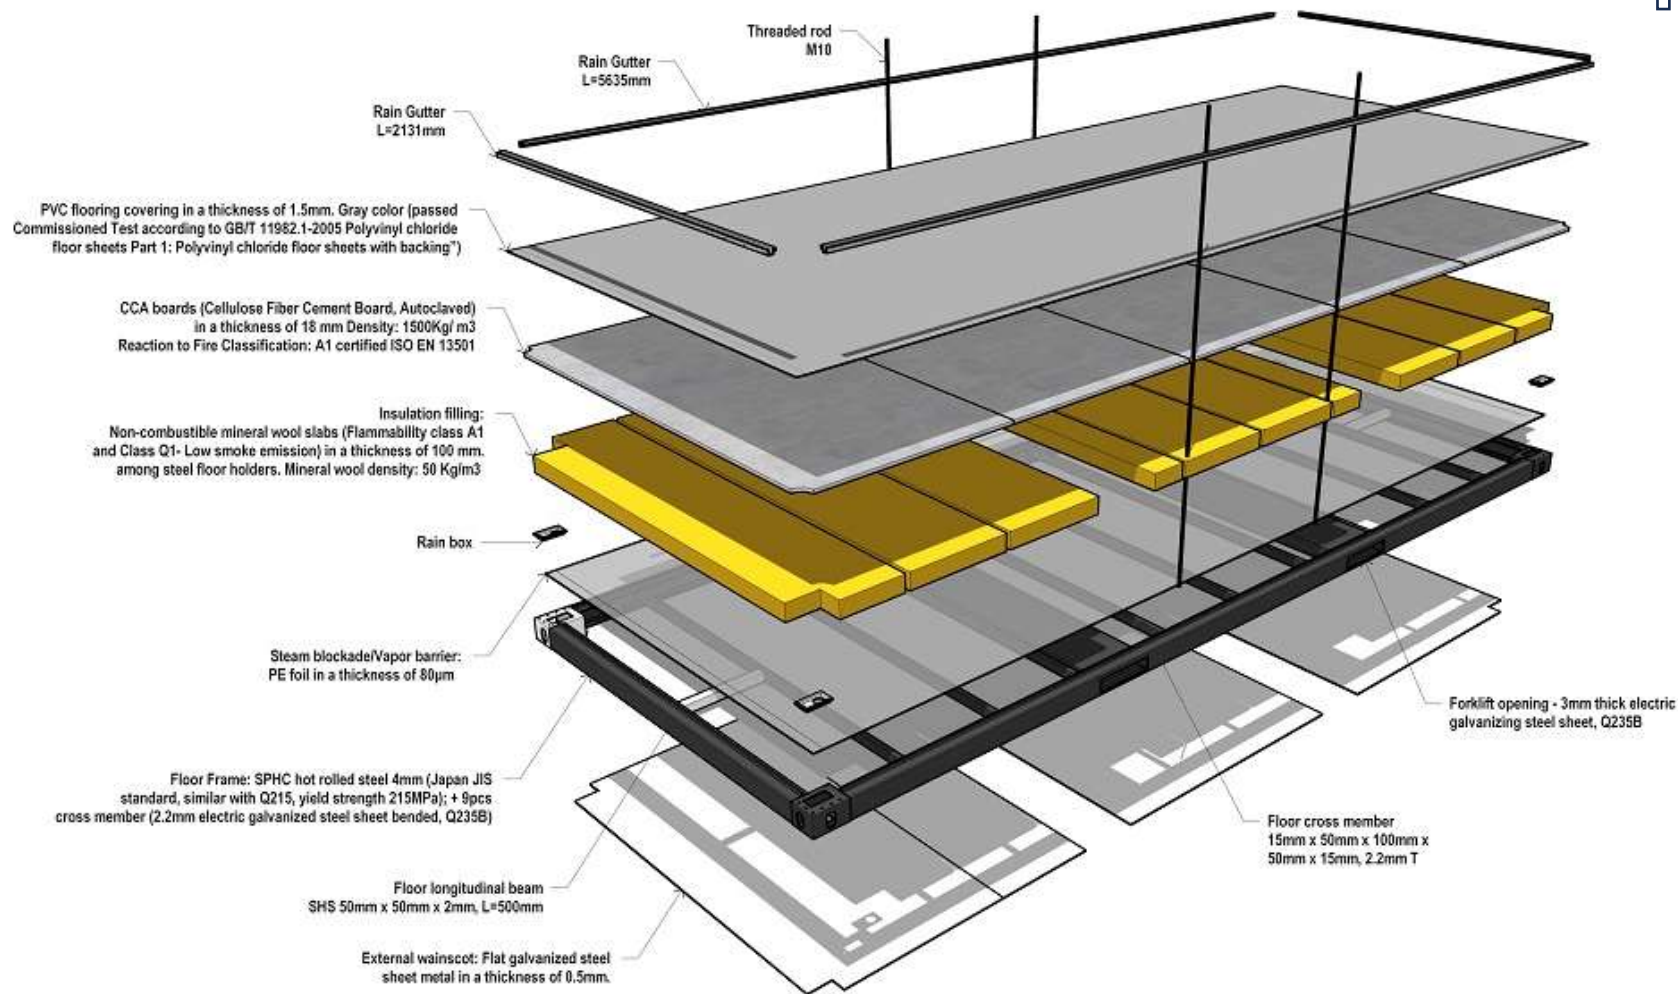 Threaded rod
M10
Rain Gutter
L=5635mm
Rain Gutter
L=2131mm
PVC flooring covering in a thickness of 1.5mm. Gray color (passed
Commissioned Test according to GB/T 11982.1-2005 Polyvinyl chloride
floor sheets Part 1: Polyvinyl chloride floor sheets with backing")
CCA boards (Cellulose Fiber Cement Board, Autoclaved)
in a thickness of 18 mm Density: 1500Kg/ m3
Reaction to Fire Classification: A1 certified ISO EN 13501
Insulation filling:
Non-combustible mineral wool slabs (Flammability class A1
and Class Q1- Low smoke emission) in a thickness of 100 mm.
among steel floor holders. Mineral wool density: 50 Kg/m3
Rain box
Steam blockade/Vapor barrier:
PE foil in a thickness of 80µm
Forklift opening - 3mm thick electric
galvanizing steel sheet, Q235B
Floor Frame: SPHC hot rolled steel 4mm (Japan JIS
standard, similar with Q215, yield strength 215MPa); + 9pcs
cross member (2.2mm electric galvanized steel sheet bended, Q235B)
Floor cross member
15mm x 50mm x 100mm x
50mm x 15mm, 2.2mm T
Floor longitudinal beam
SHS 50mm x 50mm x 2mm, L=500mm
External wainscot: Flat galvanized steel
sheet metal in a thickness of 0.5mm.